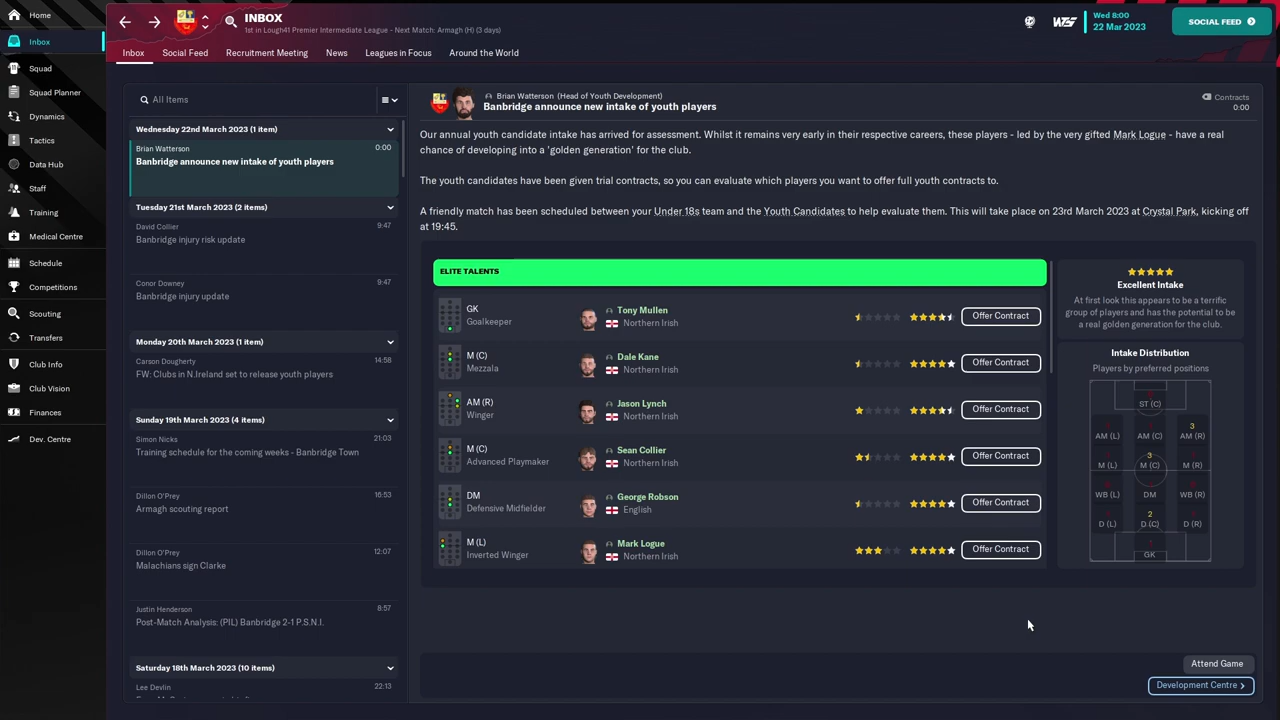 Home
Inbox
Squad
Squad Planner
Dynamics
Tactics
Data Hub
Staff
Training
Medical Centre
Schedule
Competitions
Scouting
Transfers
Club Info
Club Vision
Finances
Dev. Centre
INBOX
1st in Lough41 Premier Intermediate League - Next Match: Armagh (H) (3 days)
Wed 8:00
22 Mar 2023
SOCIAL FEED
Inbox
Social Feed
Recruitment Meeting
News
Leagues in Focus
Around the World
All Items
Wednesday 22nd March 2023 (1 item)
Brian Watterson 0:00
Banbridge announce new intake of youth players
Tuesday 21st March 2023 (2 items)
David Collier 9:47
Banbridge injury risk update
Conor Downey 9:47
Banbridge injury update
Monday 20th March 2023 (1 item)
Carson Dougherty 14:58
FW: Clubs in N.Ireland set to release youth players
Sunday 19th March 2023 (4 items)
Simon Nicks 21:03
Training schedule for the coming weeks - Banbridge Town
Dillon O'Prey 16:53
Armagh scouting report
Dillon O'Prey 12:07
Malachians sign Clarke
Justin Henderson 8:57
Post-Match Analysis: (PIL) Banbridge 2-1 P.S.N.I.
Saturday 18th March 2023 (10 items)
Lee Devlin 22:13
Brian Watterson (Head of Youth Development)
Banbridge announce new intake of youth players
Contracts
0:00
Our annual youth candidate intake has arrived for assessment. Whilst it remains very early in their respective careers, these players - led by the very gifted Mark Logue - have a real
chance of developing into a 'golden generation' for the club.
The youth candidates have been given trial contracts, so you can evaluate which players you want to offer full youth contracts to.
A friendly match has been scheduled between your Under 18s team and the Youth Candidates to help evaluate them. This will take place on 23rd March 2023 at Crystal Park, kicking off
at 19:45.
ELITE TALENTS
GK
Goalkeeper
Tony Mullen
Northern Irish
Offer Contract
M (C)
Mezzala
Dale Kane
Northern Irish
Offer Contract
AM (R)
Winger
Jason Lynch
Northern Irish
Offer Contract
M (C)
Advanced Playmaker
Sean Collier
Northern Irish
Offer Contract
DM
Defensive Midfielder
George Robson
English
Offer Contract
M (L)
Inverted Winger
Mark Logue
Northern Irish
Offer Contract
Excellent Intake
At first look this appears to be a terrific
group of players and has the potential to
be a real golden generation for the club.
Intake Distribution
Players by preferred positions
ST (C)
3
AM (L) AM (C) AM (R)
3
M (L) M (C) M (R)
WB (L) DM WB (R)
2
D (L) D (C) D (R)
GK
Attend Game
Development Centre